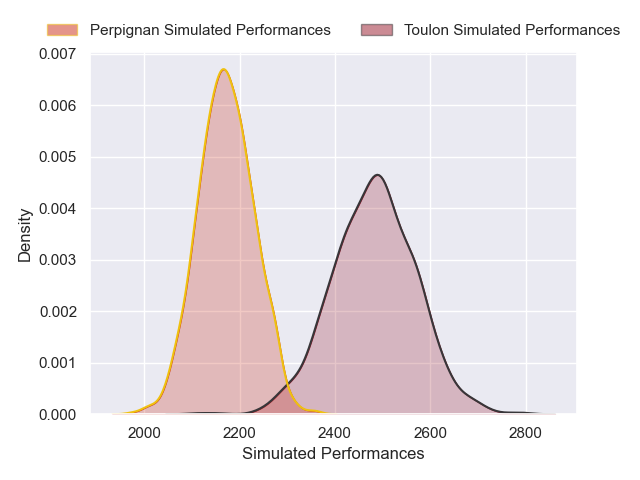 Perpignan Simulated Performances Toulon Simulated Performances
0.007
0.006
0.005
0.004
0.003
0.002
0.001
0.000
Density
2000 2200 2400 2600 2800
Simulated Performances